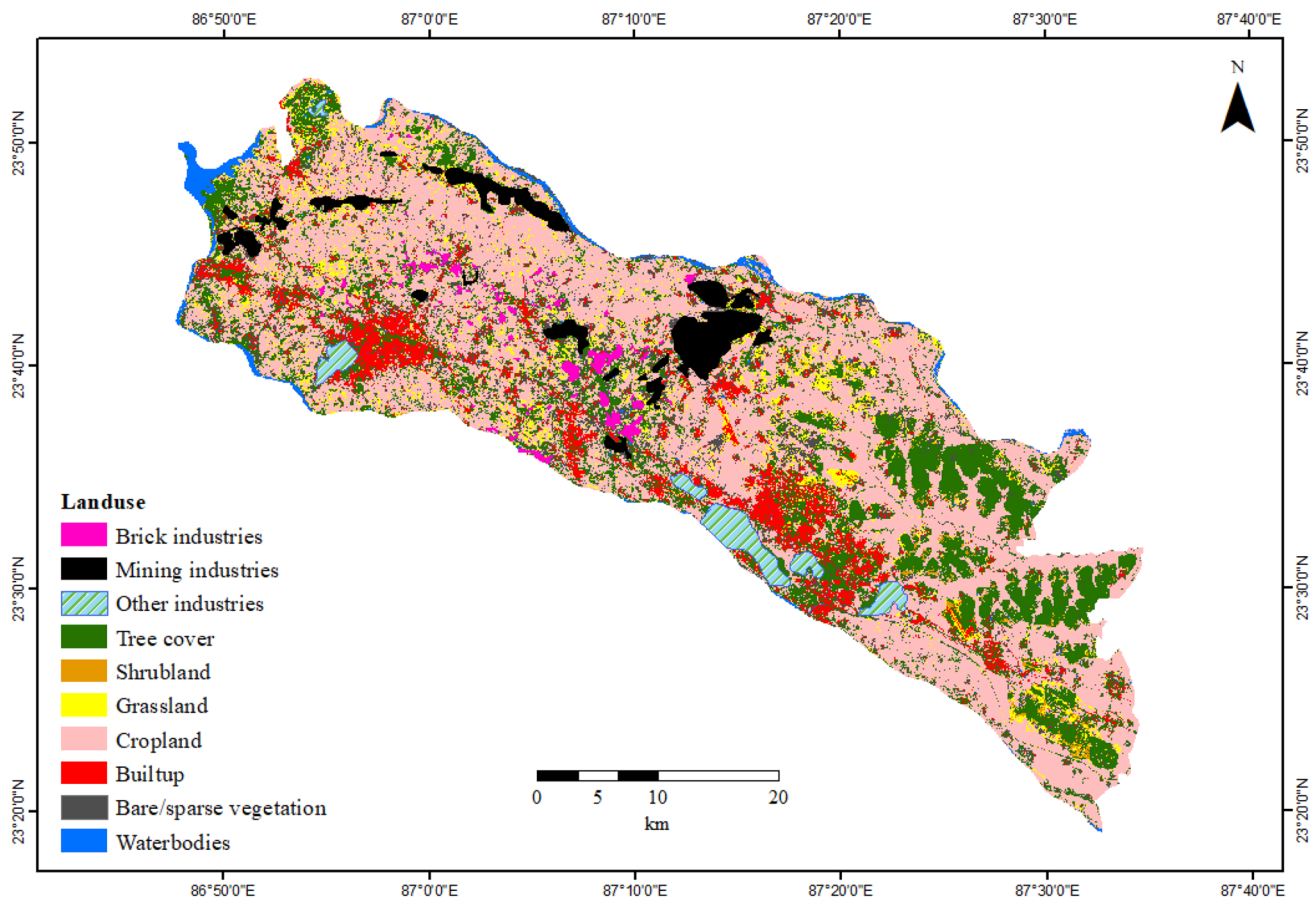 86°50'0"E 87°0'0"E 87°10'0"E 87°20'0"E 87°30'0"E 87°40'0"E
N
23°50'0"N 23°50'0"N
23°40'0"N 23°40'0"N
Landuse
Brick industries
Mining industries
Other industries
23°30'0"N 23°30'0"N
Tree cover
Shrubland
Grassland
Cropland
Builtup
0 5 10 20
km
Bare/sparse vegetation
23°20'0"N 23°20'0"N
Waterbodies
86°50'0"E 87°0'0"E 87°10'0"E 87°20'0"E 87°30'0"E 87°40'0"E